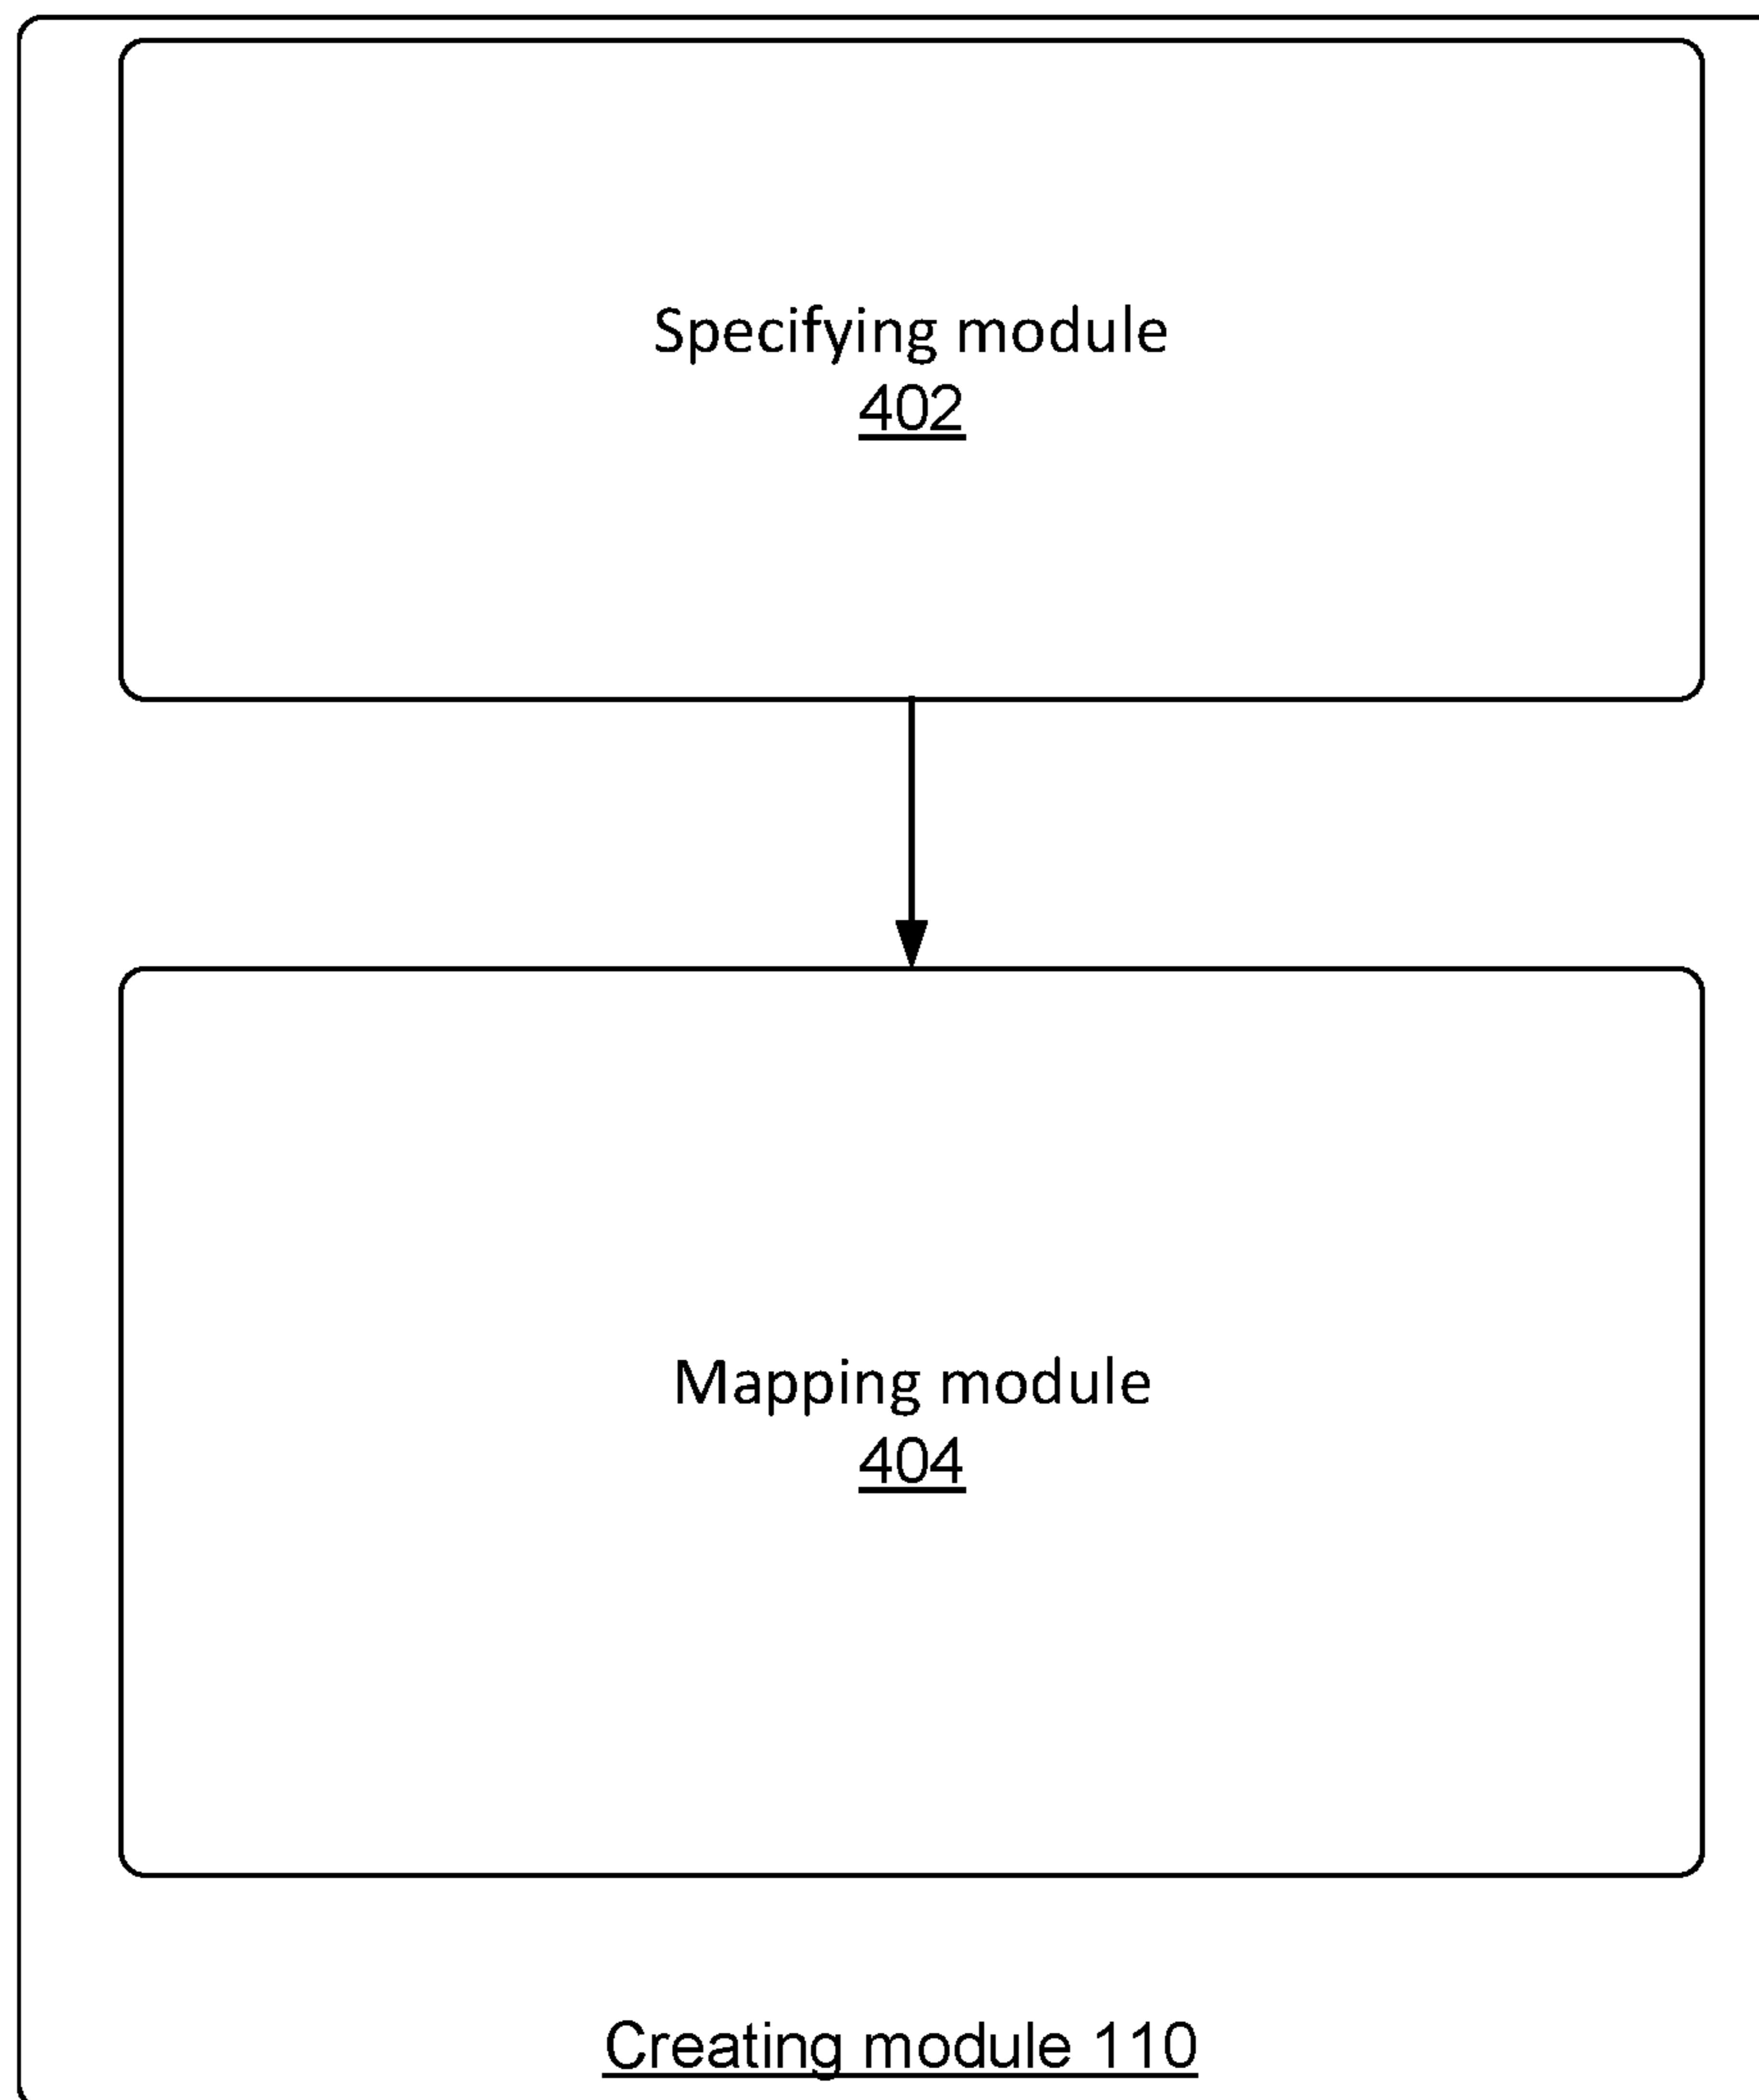 Specifying module
402
Mapping module
404
Creating module 110